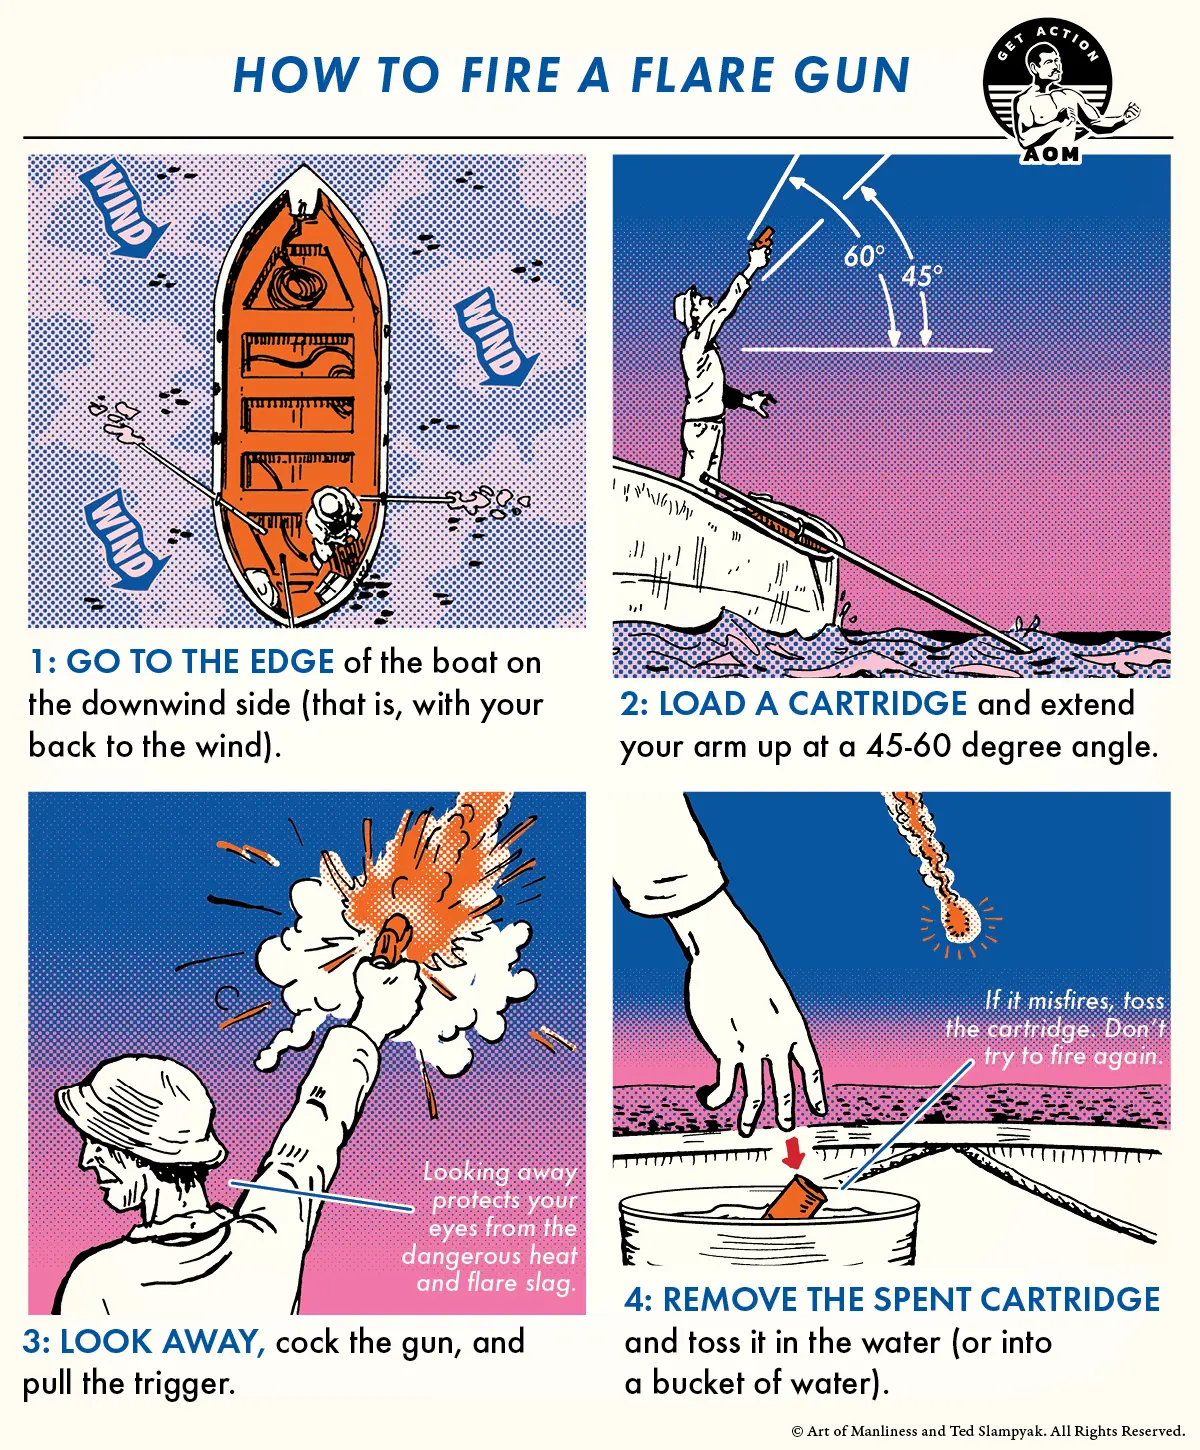 HOW TO FIRE A FLARE GUN
GET ACTION
AOM
WIND
WIND
WIND
1: GO TO THE EDGE of the boat on
the downwind side (that is, with your
back to the wind).
60°
45°
2: LOAD A CARTRIDGE and extend
your arm up at a 45-60 degree angle.
Looking away
protects your
eyes from the
dangerous heat
and flare slag.
3: LOOK AWAY, cock the gun, and
pull the trigger.
If it misfires, toss
the cartridge. Don't
try to fire again.
4: REMOVE THE SPENT CARTRIDGE
and toss it in the water (or into
a bucket of water).
© Art of Manliness and Ted Slampyak. All Rights Reserved.